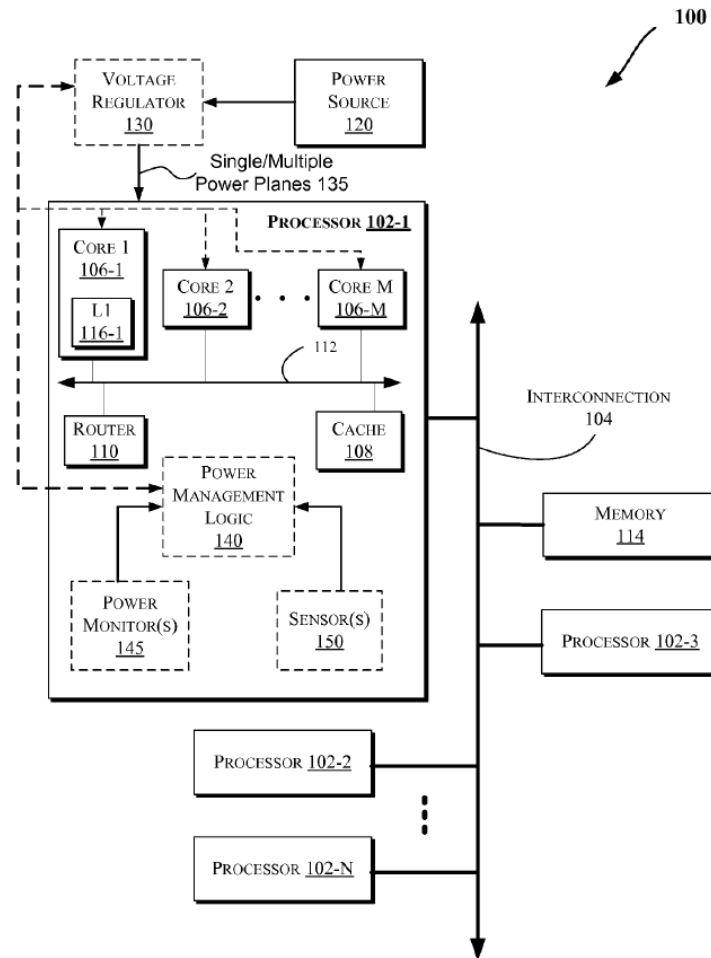 100
VOLTAGE
REGULATOR
130
POWER
SOURCE
120
Single/Multiple
Power Planes 135
PROCESSOR 102-1
CORE 1
106-1
L1
116-1
CORE 2
106-2
CORE M
106-M
112
ROUTER
110
CACHE
108
POWER
MANAGEMENT
LOGIC
140
POWER
MONITOR(S)
145
SENSOR(S)
150
INTERCONNECTION
104
MEMORY
114
PROCESSOR 102-3
PROCESSOR 102-2
PROCESSOR 102-N